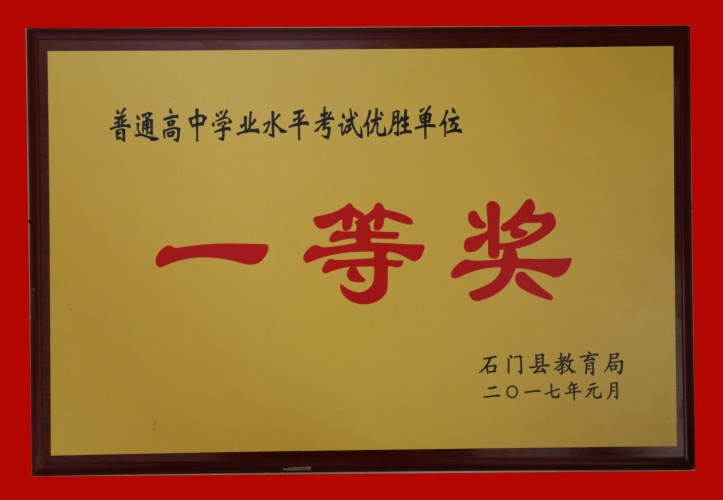 普通高中学业水平考试优胜单位
一等奖
石门县教育局
二〇一七年元月